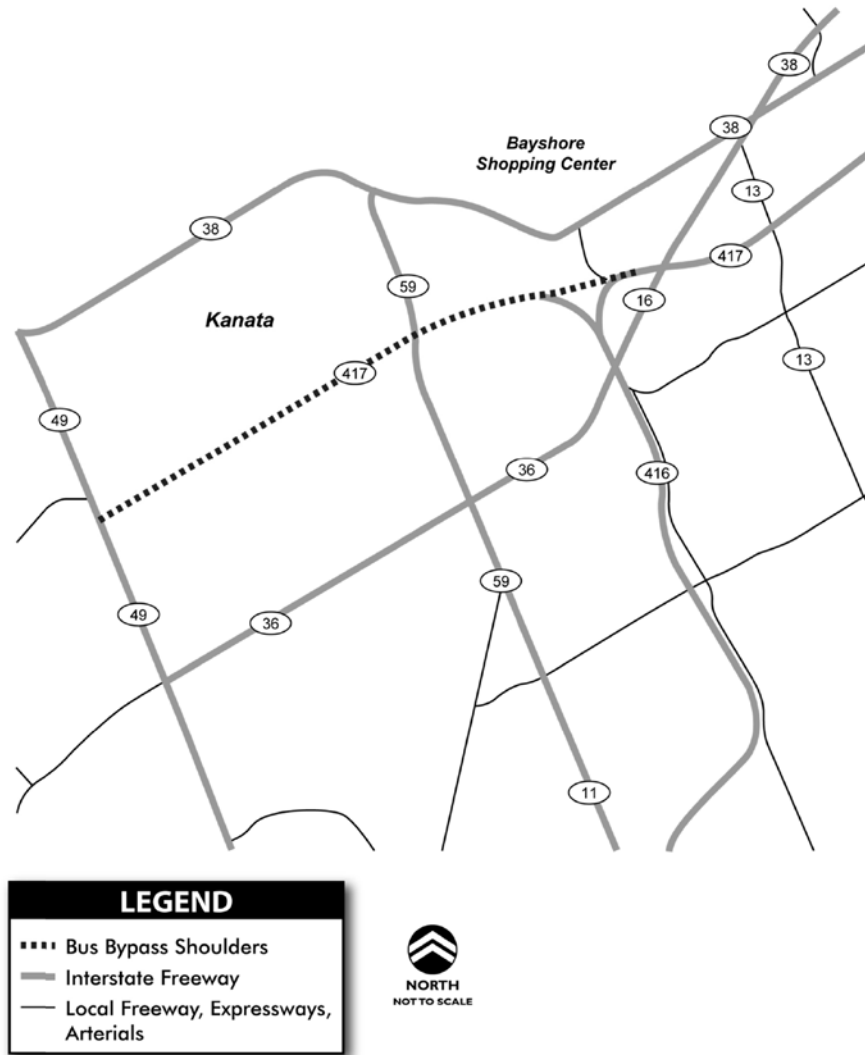 38
38
Bayshore
Shopping Center
13
38
417
59
16
Kanata
13
417
49
36
416
59
49
36
11
LEGEND
Bus Bypass Shoulders
Interstate Freeway
Local Freeway, Expressways,
Arterials
NORTH
NOT TO SCALE